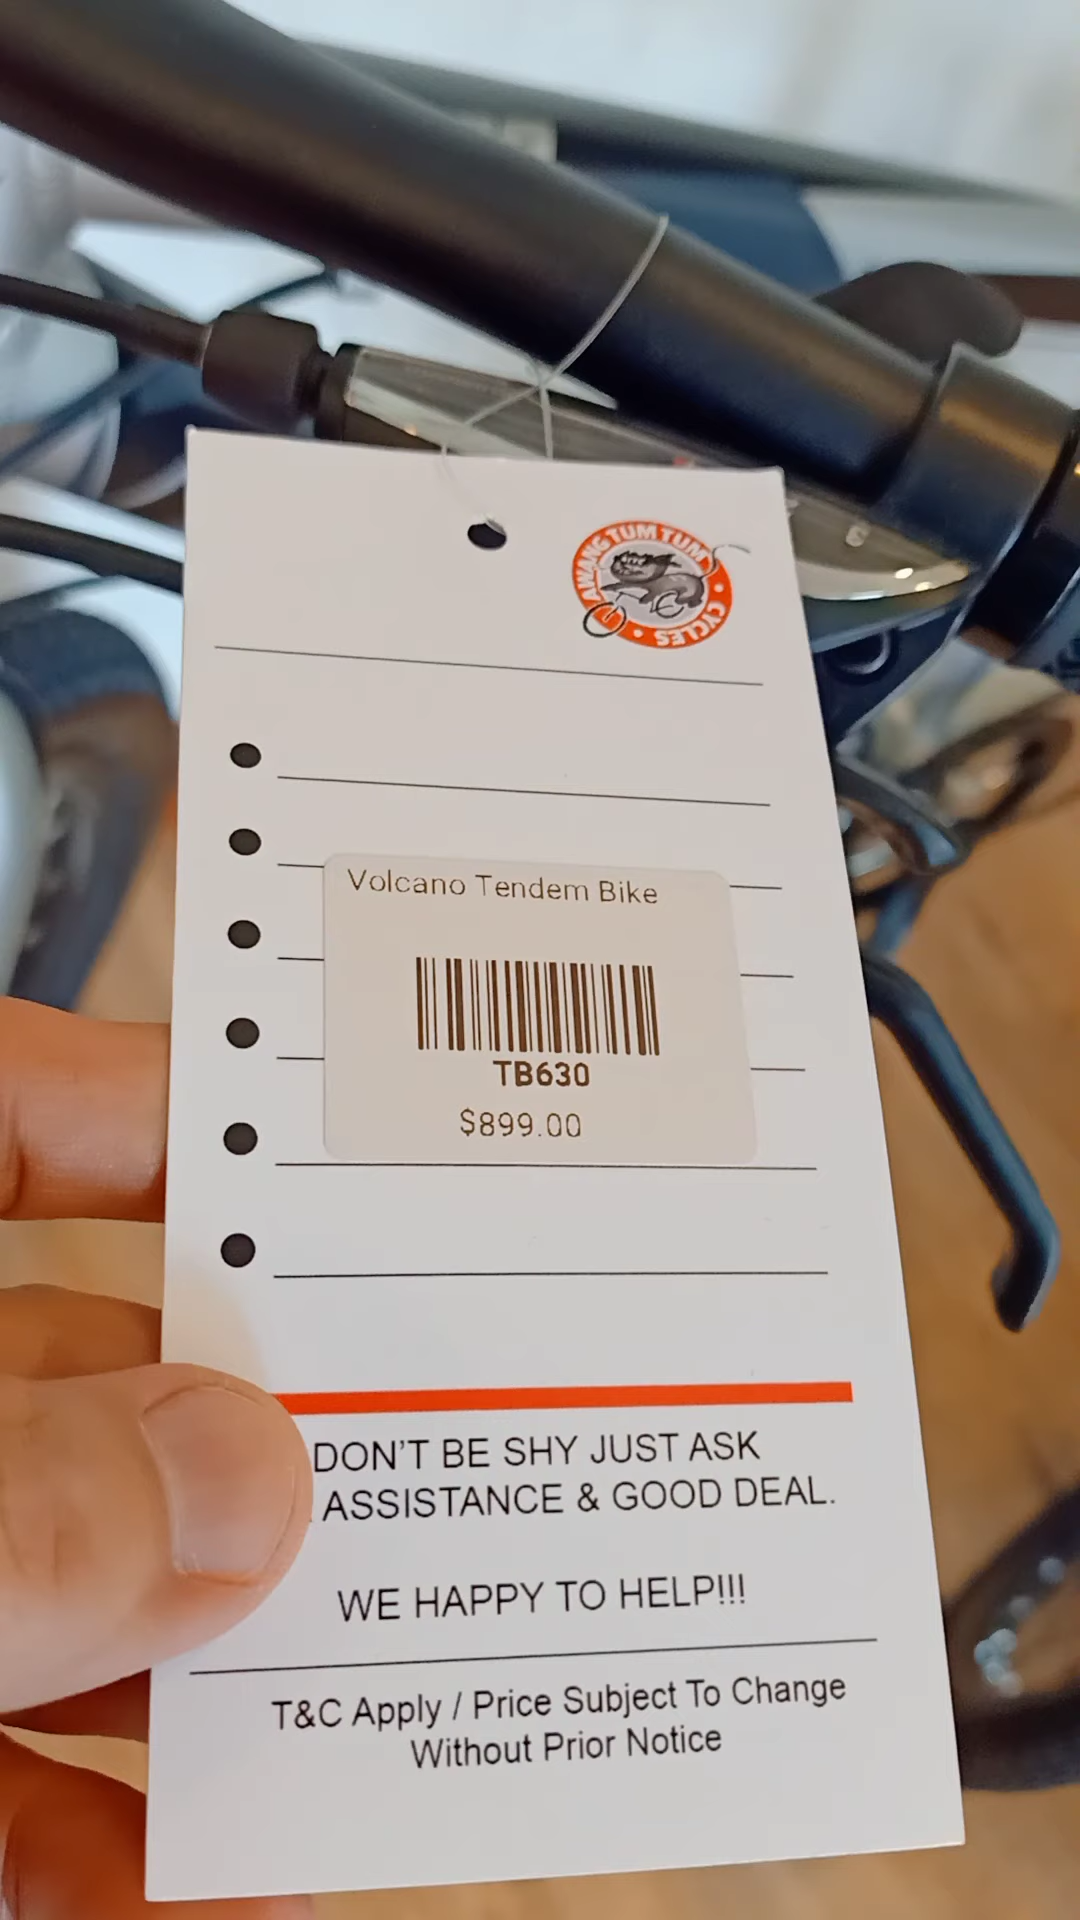 AWANG TUM TUM
• CYCLES •
Volcano Tendem Bike
TB630
$899.00
DON'T BE SHY JUST ASK
ASSISTANCE & GOOD DEAL.
WE HAPPY TO HELP!!!
T&C Apply / Price Subject To Change
Without Prior Notice